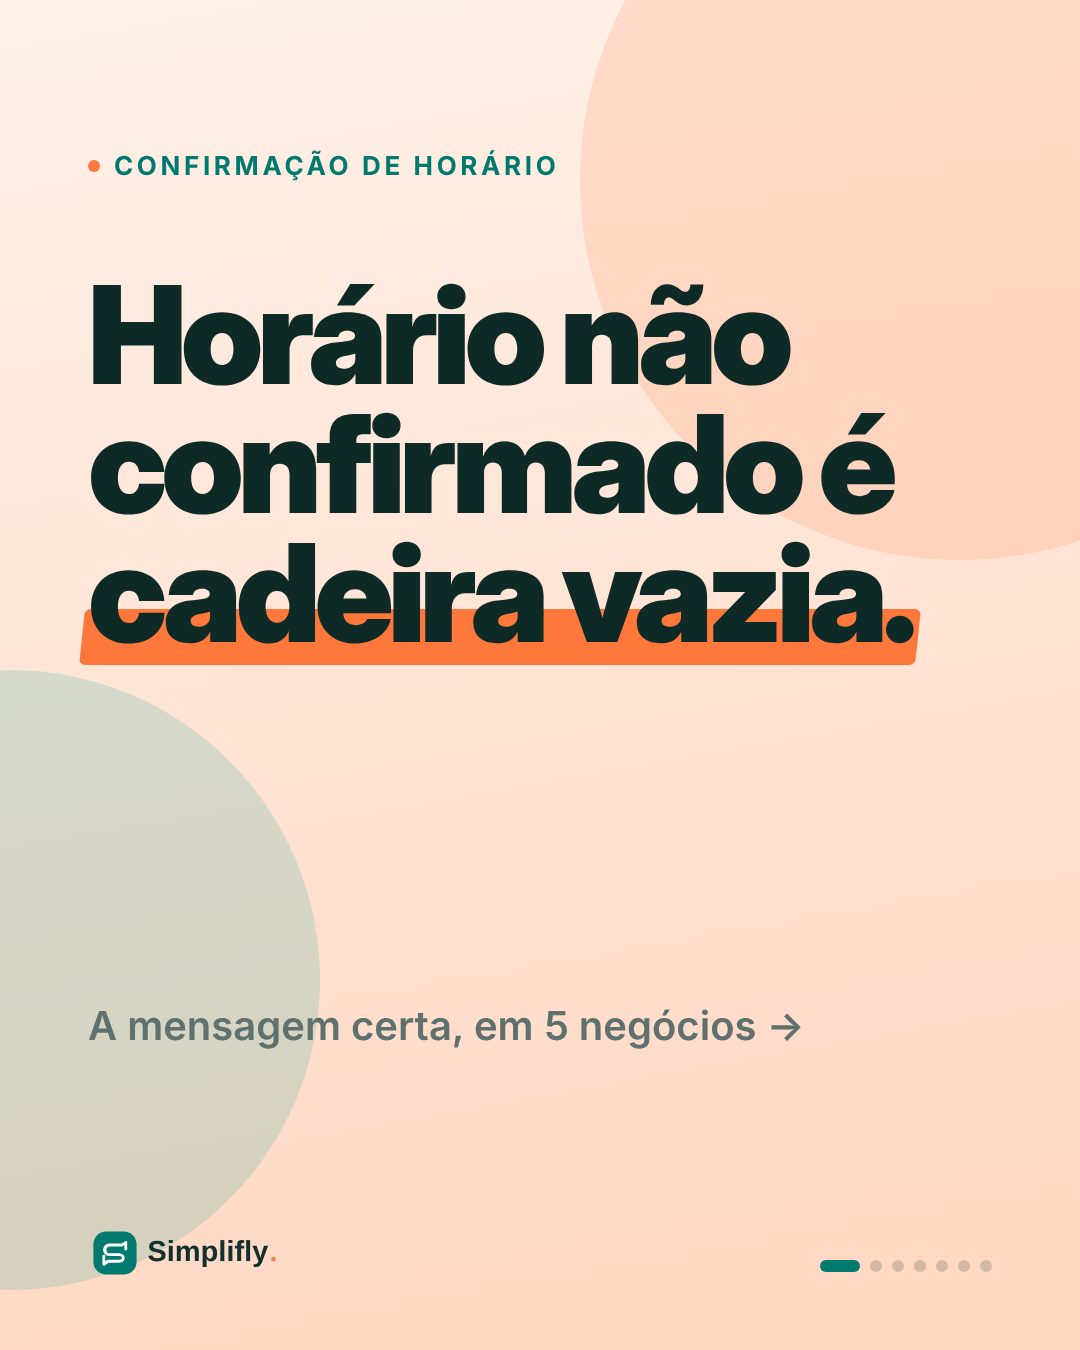 CONFIRMAÇÃO DE HORÁRIO
Horário não
confirmado é
cadeira vazia.
A mensagem certa, em 5 negócios →
Simplifly.